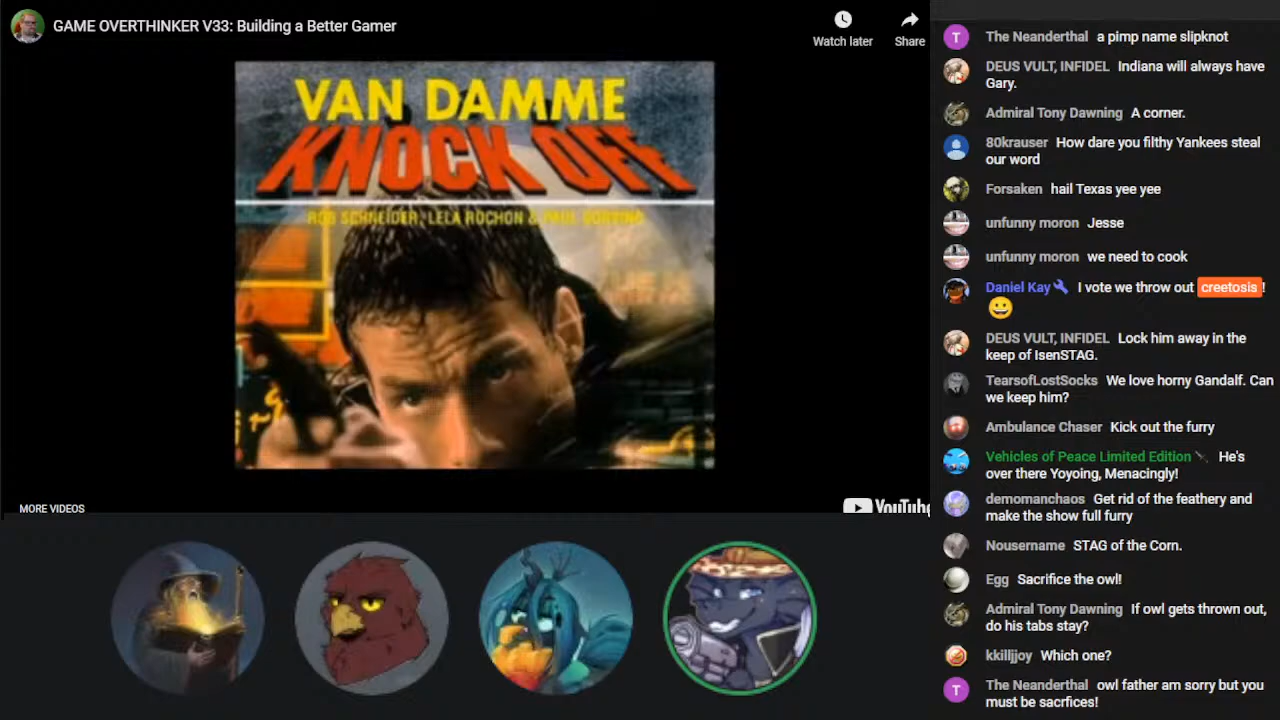 GAME OVERTHINKER V33: Building a Better Gamer
Watch later
Share
VAN DAMME
KNOCK OFF
ROB SCHNEIDER, LELA ROCHON & PAUL SORVINO
MORE VIDEOS
YouTube
The Neanderthal a pimp name slipknot
DEUS VULT, INFIDEL Indiana will always have
Gary.
Admiral Tony Dawning A corner.
80krauser How dare you filthy Yankees steal
our word
Forsaken hail Texas yee yee
unfunny moron Jesse
unfunny moron we need to cook
Daniel Kay I vote we throw out creetosis !
DEUS VULT, INFIDEL Lock him away in the
keep of IsenSTAG.
TearsofLostSocks We love horny Gandalf. Can
we keep him?
Ambulance Chaser Kick out the furry
Vehicles of Peace Limited Edition He's
over there Yoyoing, Menacingly!
demomanchaos Get rid of the feathery and
make the show full furry
Nousername STAG of the Corn.
Egg Sacrifice the owl!
Admiral Tony Dawning If owl gets thrown out,
do his tabs stay?
kkilljjoy Which one?
T
The Neanderthal owl father am sorry but you
must be sacrfices!